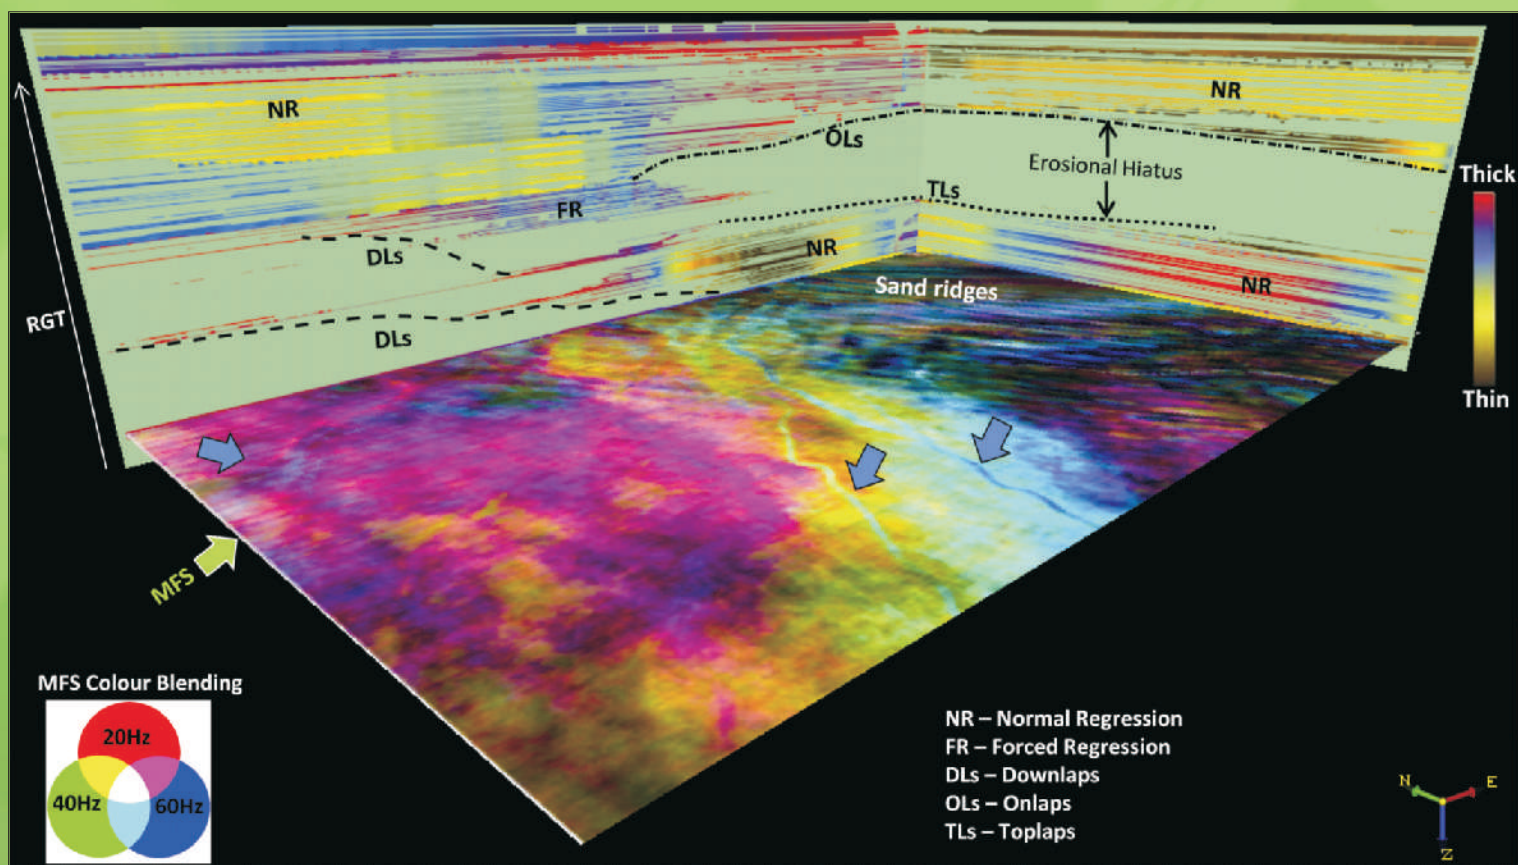 NR
NR
OLs
Erosional Hiatus
Thick
TLs
FR
DLs
NR
RGT
Sand ridges
NR
DLs
Thin
MFS
MFS Colour Blending
20Hz
40Hz
60Hz
NR – Normal Regression
FR – Forced Regression
DLs – Downlaps
OLs – Onlaps
TLs – Toplaps
N
E
Z